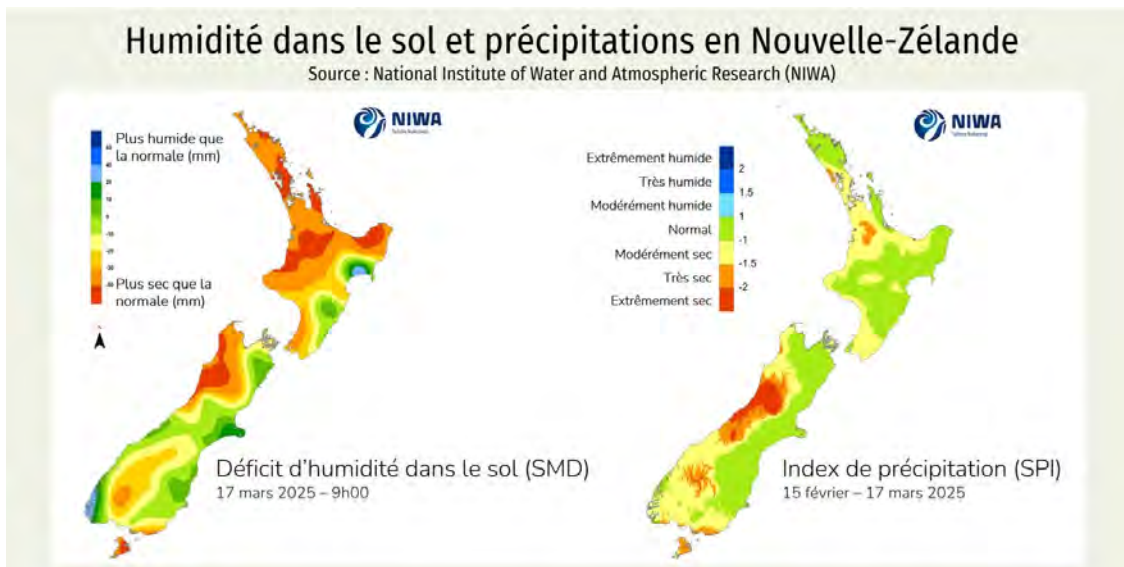 Humidité dans le sol et précipitations en Nouvelle-Zélande
Source : National Institute of Water and Atmospheric Research (NIWA)
NIWA
Plus humide que
la normale (mm)
Plus sec que la
normale (mm)
Déficit d'humidité dans le sol (SMD)
17 mars 2025 – 9h00
NIWA
Extrêmement humide
2
Très humide
1.5
Modérément humide
1
Normal
-1
Modérément sec
-1.5
Très sec
-2
Extrêmement sec
Index de précipitation (SPI)
15 février – 17 mars 2025